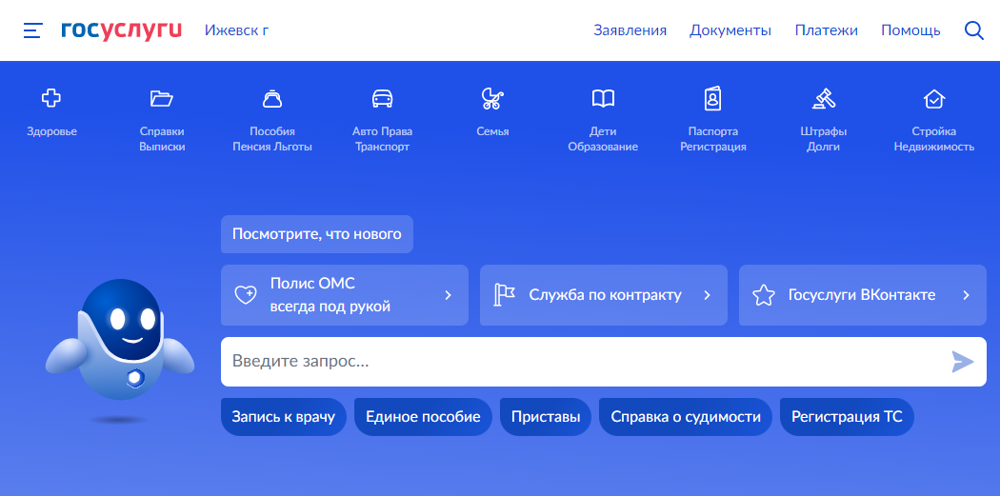 госуслуги Ижевск г Заявления Документы Платежи Помощь
Здоровье
Справки
Выписки
Пособия
Пенсия Льготы
Авто Права
Транспорт
Семья
Дети
Образование
Паспорта
Регистрация
Штрафы
Долги
Стройка
Недвижимость
Посмотрите, что нового
Полис ОМС
всегда под рукой
Служба по контракту
Госуслуги ВКонтакте
Введите запрос...
Запись к врачу
Единое пособие
Приставы
Справка о судимости
Регистрация ТС